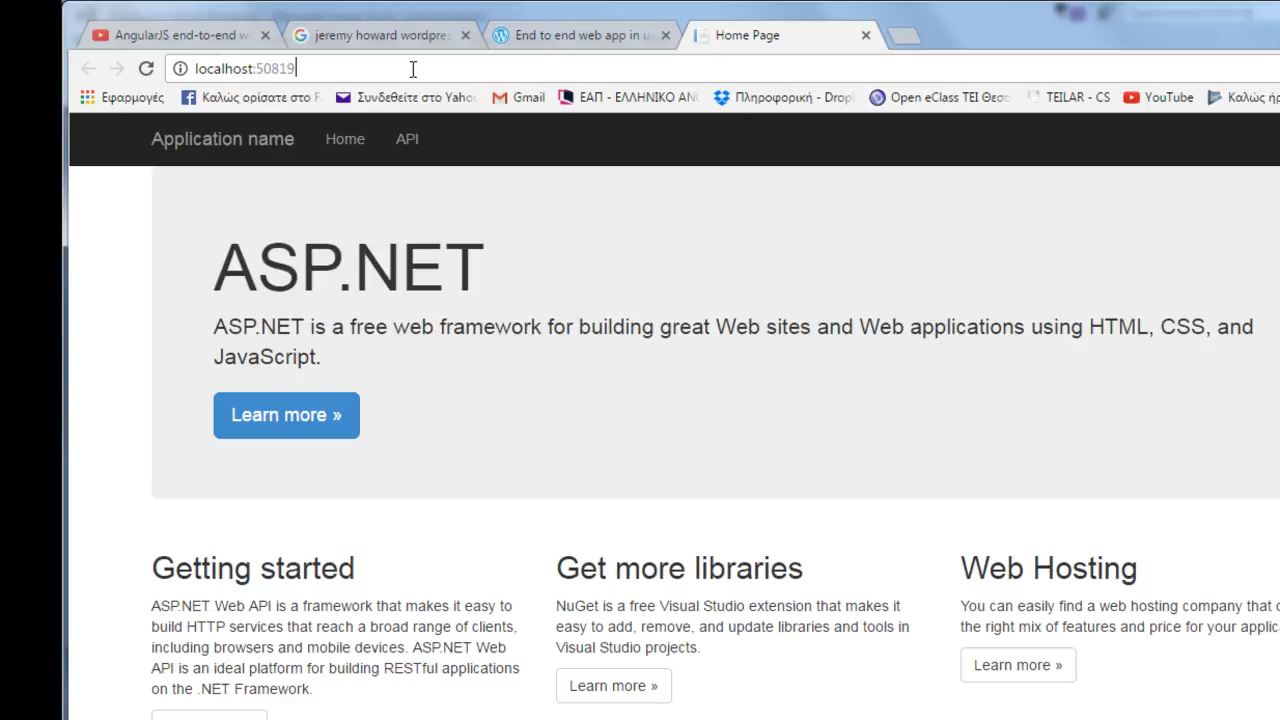 AngularJS end-to-end w
jeremy howard wordpre
End to end web app in u
Home Page
localhost:50819
Εφαρμογές
Καλώς ορίσατε στο F
Συνδεθείτε στο Yaho
Gmail
ΕΑΠ - ΕΛΛΗΝΙΚΟ ΑΝ
Πληροφορική - Drop
Open eClass ΤΕΙ Θεσ
TEILAR - CS
YouTube
Καλώς ή
Application name
Home
API
ASP.NET
ASP.NET is a free web framework for building great Web sites and Web applications using HTML, CSS, and
JavaScript.
Learn more »
Getting started
ASP.NET Web API is a framework that makes it easy to
build HTTP services that reach a broad range of clients,
including browsers and mobile devices. ASP.NET Web
API is an ideal platform for building RESTful applications
on the .NET Framework.
Get more libraries
NuGet is a free Visual Studio extension that makes it
easy to add, remove, and update libraries and tools in
Visual Studio projects.
Learn more »
Web Hosting
You can easily find a web hosting company that
the right mix of features and price for your applic
Learn more »